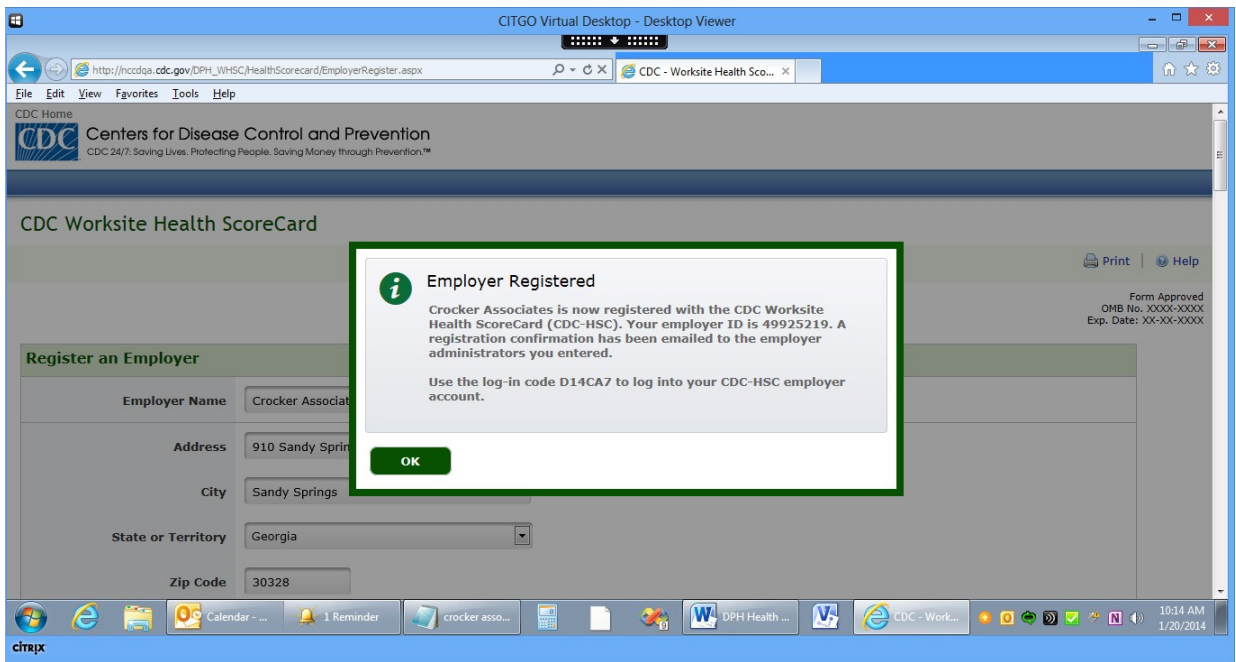 CITGO Virtual Desktop - Desktop Viewer
http://nccdqa.cdc.gov/DPH_WHSC/HealthScorecard/EmployerRegister.aspx
CDC - Worksite Health Sco...
File Edit View Favorites Tools Help
CDC Home
CDC
Centers for Disease Control and Prevention
CDC 24/7: Saving Lives. Protecting People. Saving Money through Prevention.™
CDC Worksite Health ScoreCard
Print | Help
Form Approved
OMB No. XXXX-XXXX
Exp. Date: XX-XX-XXXX
Employer Registered
Crocker Associates is now registered with the CDC Worksite
Health ScoreCard (CDC-HSC). Your employer ID is 49925219. A
registration confirmation has been emailed to the employer
administrators you entered.
Use the log-in code D14CA7 to log into your CDC-HSC employer
account.
OK
Register an Employer
Employer Name Crocker Associat
Address 910 Sandy Sprin
City Sandy Springs
State or Territory Georgia
Zip Code 30328
Calendar - ... 1 Reminder crocker asso... DPH Health ... CDC - Work... 10:14 AM
1/20/2014
CITRIX